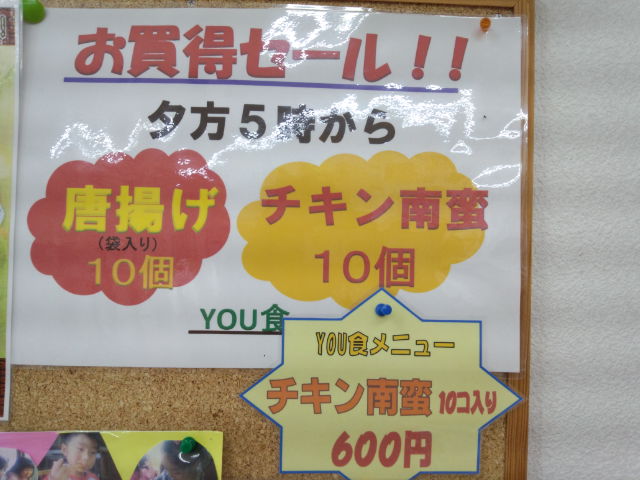 お買得セール!!
夕方5時から
唐揚げ
(袋入り)
10個
チキン南蛮
10個
YOU食
YOU食メニュー
チキン南蛮 10コ入り
600円